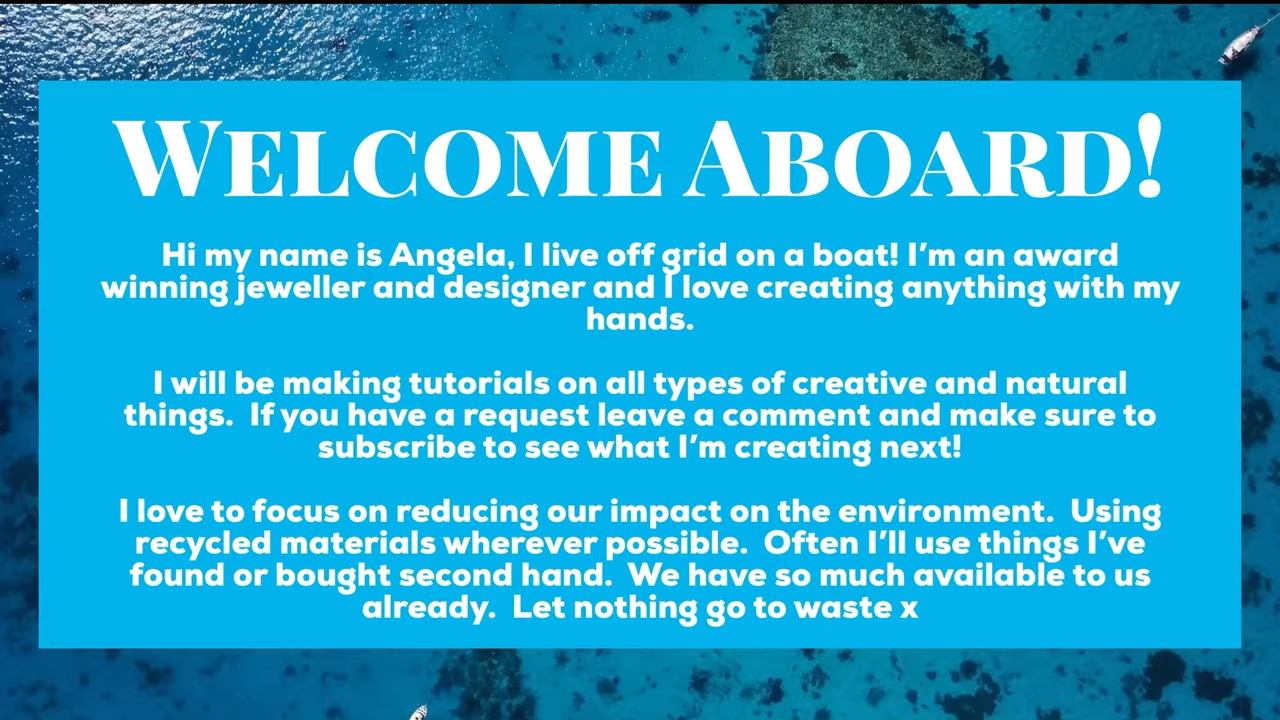 WELCOME ABOARD!
Hi my name is Angela, I live off grid on a boat! I’m an award
winning jeweller and designer and I love creating anything with my
hands.
I will be making tutorials on all types of creative and natural
things.  If you have a request leave a comment and make sure to
subscribe to see what I’m creating next!
I love to focus on reducing our impact on the environment.  Using
recycled materials wherever possible.  Often I’ll use things I’ve
found or bought second hand.  We have so much available to us
already.  Let nothing go to waste x